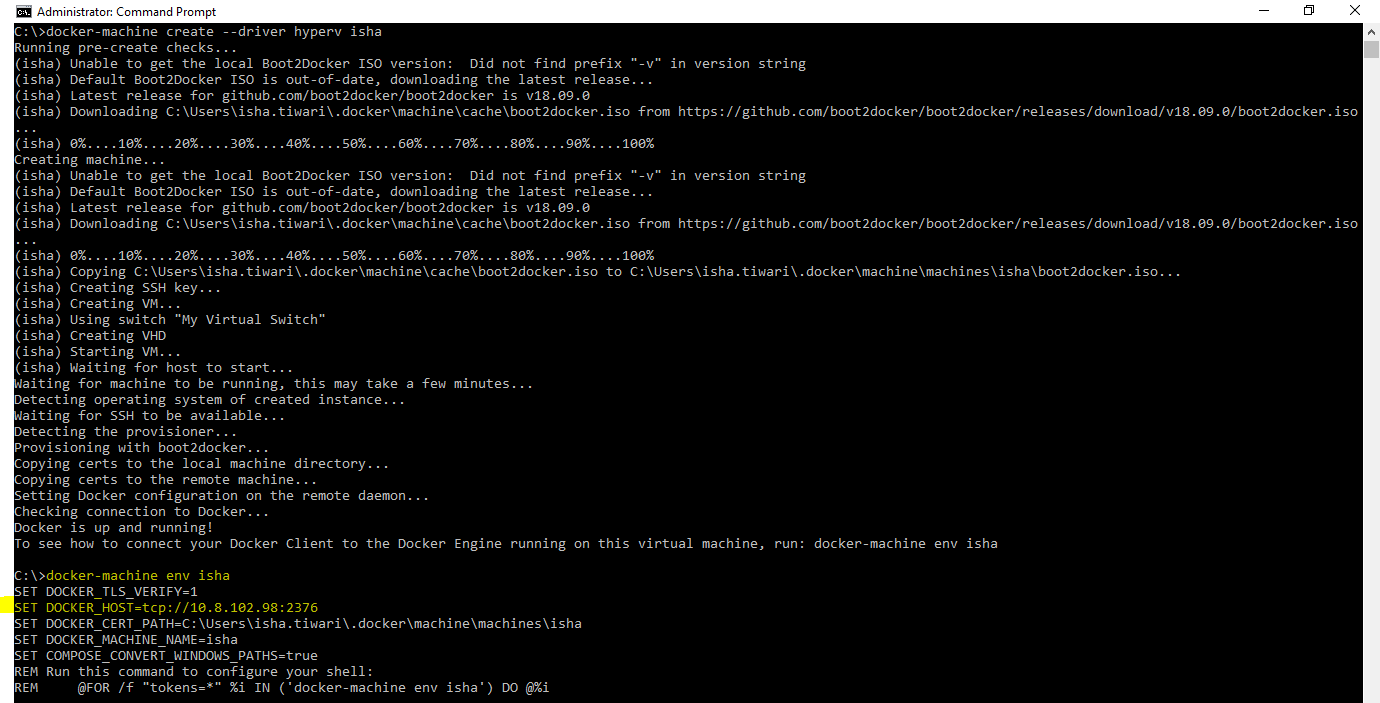 Administrator: Command Prompt
C:\>docker-machine create --driver hyperv isha
Running pre-create checks...
(isha) Unable to get the local Boot2Docker ISO version:  Did not find prefix "-v" in version string
(isha) Default Boot2Docker ISO is out-of-date, downloading the latest release...
(isha) Latest release for github.com/boot2docker/boot2docker is v18.09.0
(isha) Downloading C:\Users\isha.tiwari\.docker\machine\cache\boot2docker.iso from https://github.com/boot2docker/boot2docker/releases/download/v18.09.0/boot2docker.iso
...
(isha) 0%....10%....20%....30%....40%....50%....60%....70%....80%....90%....100%
Creating machine...
(isha) Unable to get the local Boot2Docker ISO version:  Did not find prefix "-v" in version string
(isha) Default Boot2Docker ISO is out-of-date, downloading the latest release...
(isha) Latest release for github.com/boot2docker/boot2docker is v18.09.0
(isha) Downloading C:\Users\isha.tiwari\.docker\machine\cache\boot2docker.iso from https://github.com/boot2docker/boot2docker/releases/download/v18.09.0/boot2docker.iso
...
(isha) 0%....10%....20%....30%....40%....50%....60%....70%....80%....90%....100%
(isha) Copying C:\Users\isha.tiwari\.docker\machine\cache\boot2docker.iso to C:\Users\isha.tiwari\.docker\machine\machines\isha\boot2docker.iso...
(isha) Creating SSH key...
(isha) Creating VM...
(isha) Using switch "My Virtual Switch"
(isha) Creating VHD
(isha) Starting VM...
(isha) Waiting for host to start...
Waiting for machine to be running, this may take a few minutes...
Detecting operating system of created instance...
Waiting for SSH to be available...
Detecting the provisioner...
Provisioning with boot2docker...
Copying certs to the local machine directory...
Copying certs to the remote machine...
Setting Docker configuration on the remote daemon...
Checking connection to Docker...
Docker is up and running!
To see how to connect your Docker Client to the Docker Engine running on this virtual machine, run: docker-machine env isha
C:\>docker-machine env isha
SET DOCKER_TLS_VERIFY=1
SET DOCKER_HOST=tcp://10.8.102.98:2376
SET DOCKER_CERT_PATH=C:\Users\isha.tiwari\.docker\machine\machines\isha
SET DOCKER_MACHINE_NAME=isha
SET COMPOSE_CONVERT_WINDOWS_PATHS=true
REM Run this command to configure your shell:
REM     @FOR /f "tokens=*" %i IN ('docker-machine env isha') DO @%i